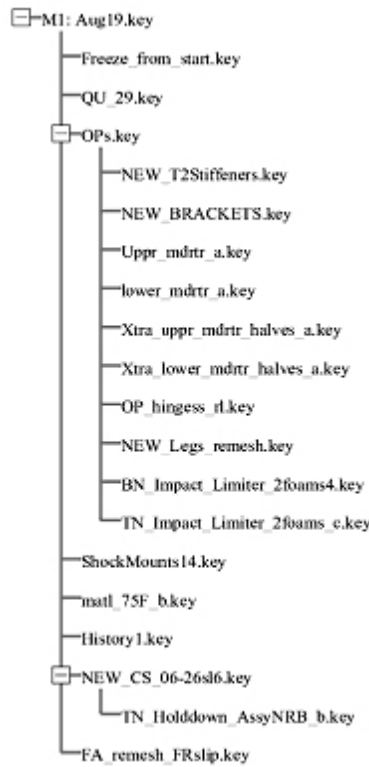 M1: Aug19.key
Freeze_from_start.key
QU_29.key
OPs.key
NEW_T2Stiffeners.key
NEW_BRACKETS.key
Uppr_mdrtr_a.key
lower_mdrtr_a.key
Xtra_uppr_mdrtr_halves_a.key
Xtra_lower_mdrtr_halves_a.key
OP_hingess_rl.key
NEW_Legs_remesh.key
BN_Impact_Limiter_2foams4.key
TN_Impact_Limiter_2foams_c.key
ShockMounts14.key
matl_75F_b.key
History1.key
NEW_CS_06-26sl6.key
TN_Holddown_AssyNRB_b.key
FA_remesh_FRslip.key